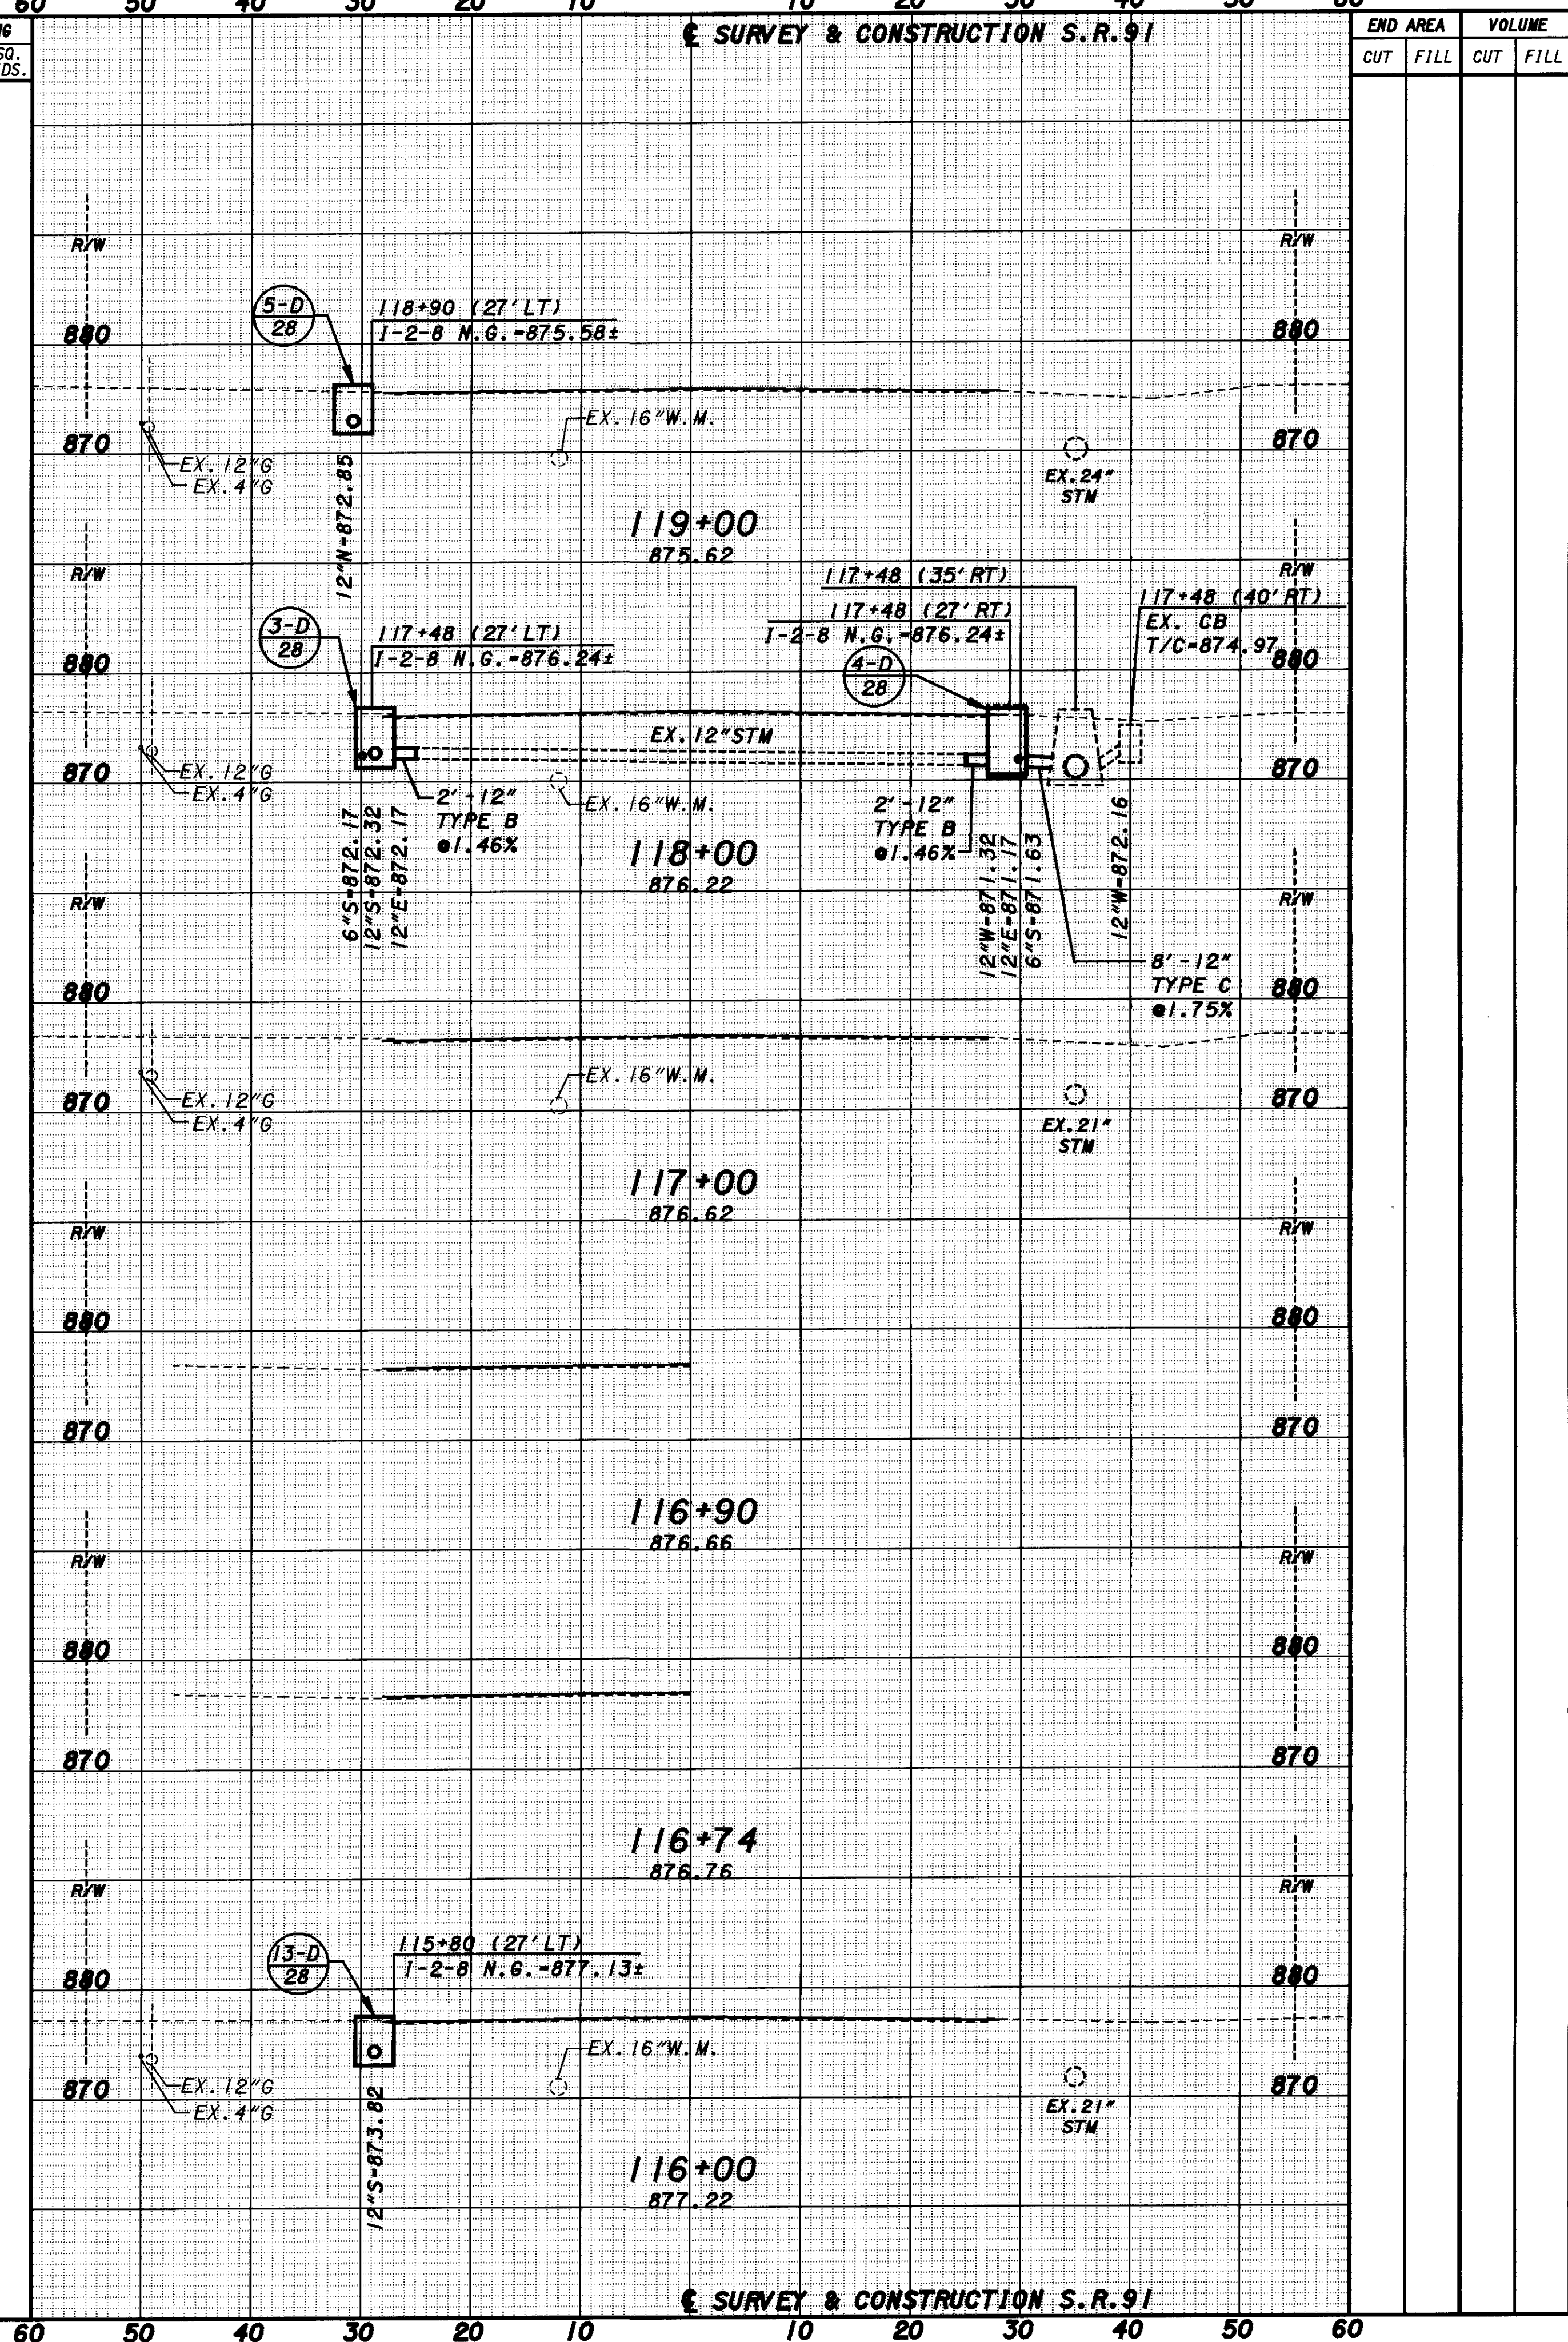 60 50 40 30 20 10 10 20 30 40 50 60
℄ SURVEY & CONSTRUCTION S.R.91
END AREA VOLUME
CUT FILL CUT FILL
SQ.
R/W R/W
5-D
28
118+90 (27' LT)
I-2-8 N.G.=875.58±
880 880
EX. 16"W.M.
870 870
EX. 12"G
EX. 4"G
12"N=872.85
EX.24"
STM
119+00
875.62
R/W R/W
117+48 (35' RT)
117+48 (27' RT)
I-2-8 N.G.=876.24±
117+48 (40' RT)
EX. CB
T/C=874.97
3-D
28
117+48 (27' LT)
I-2-8 N.G.=876.24±
4-D
28
880 880
EX. 12"STM
870 870
EX. 12"G
EX. 4"G
2'-12"
TYPE B
@1.46%
EX. 16"W.M.
2'-12"
TYPE B
@1.46%
6"S=872.17
12"S=872.32
12"E=872.17
12"W=871.32
12"E=871.17
6"S=871.63
12"W=872.16
118+00
876.22
R/W R/W
8'-12"
TYPE C
@1.75%
880 880
EX. 16"W.M.
870 870
EX. 12"G
EX. 4"G
EX.21"
STM
117+00
876.62
R/W R/W
880 880
870 870
116+90
876.66
R/W R/W
880 880
870 870
116+74
876.76
R/W R/W
13-D
28
115+80 (27' LT)
I-2-8 N.G.=877.13±
880 880
EX. 16"W.M.
870 870
EX. 12"G
EX. 4"G
12"S=873.82
EX.21"
STM
116+00
877.22
℄ SURVEY & CONSTRUCTION S.R.91
60 50 40 30 20 10 10 20 30 40 50 60